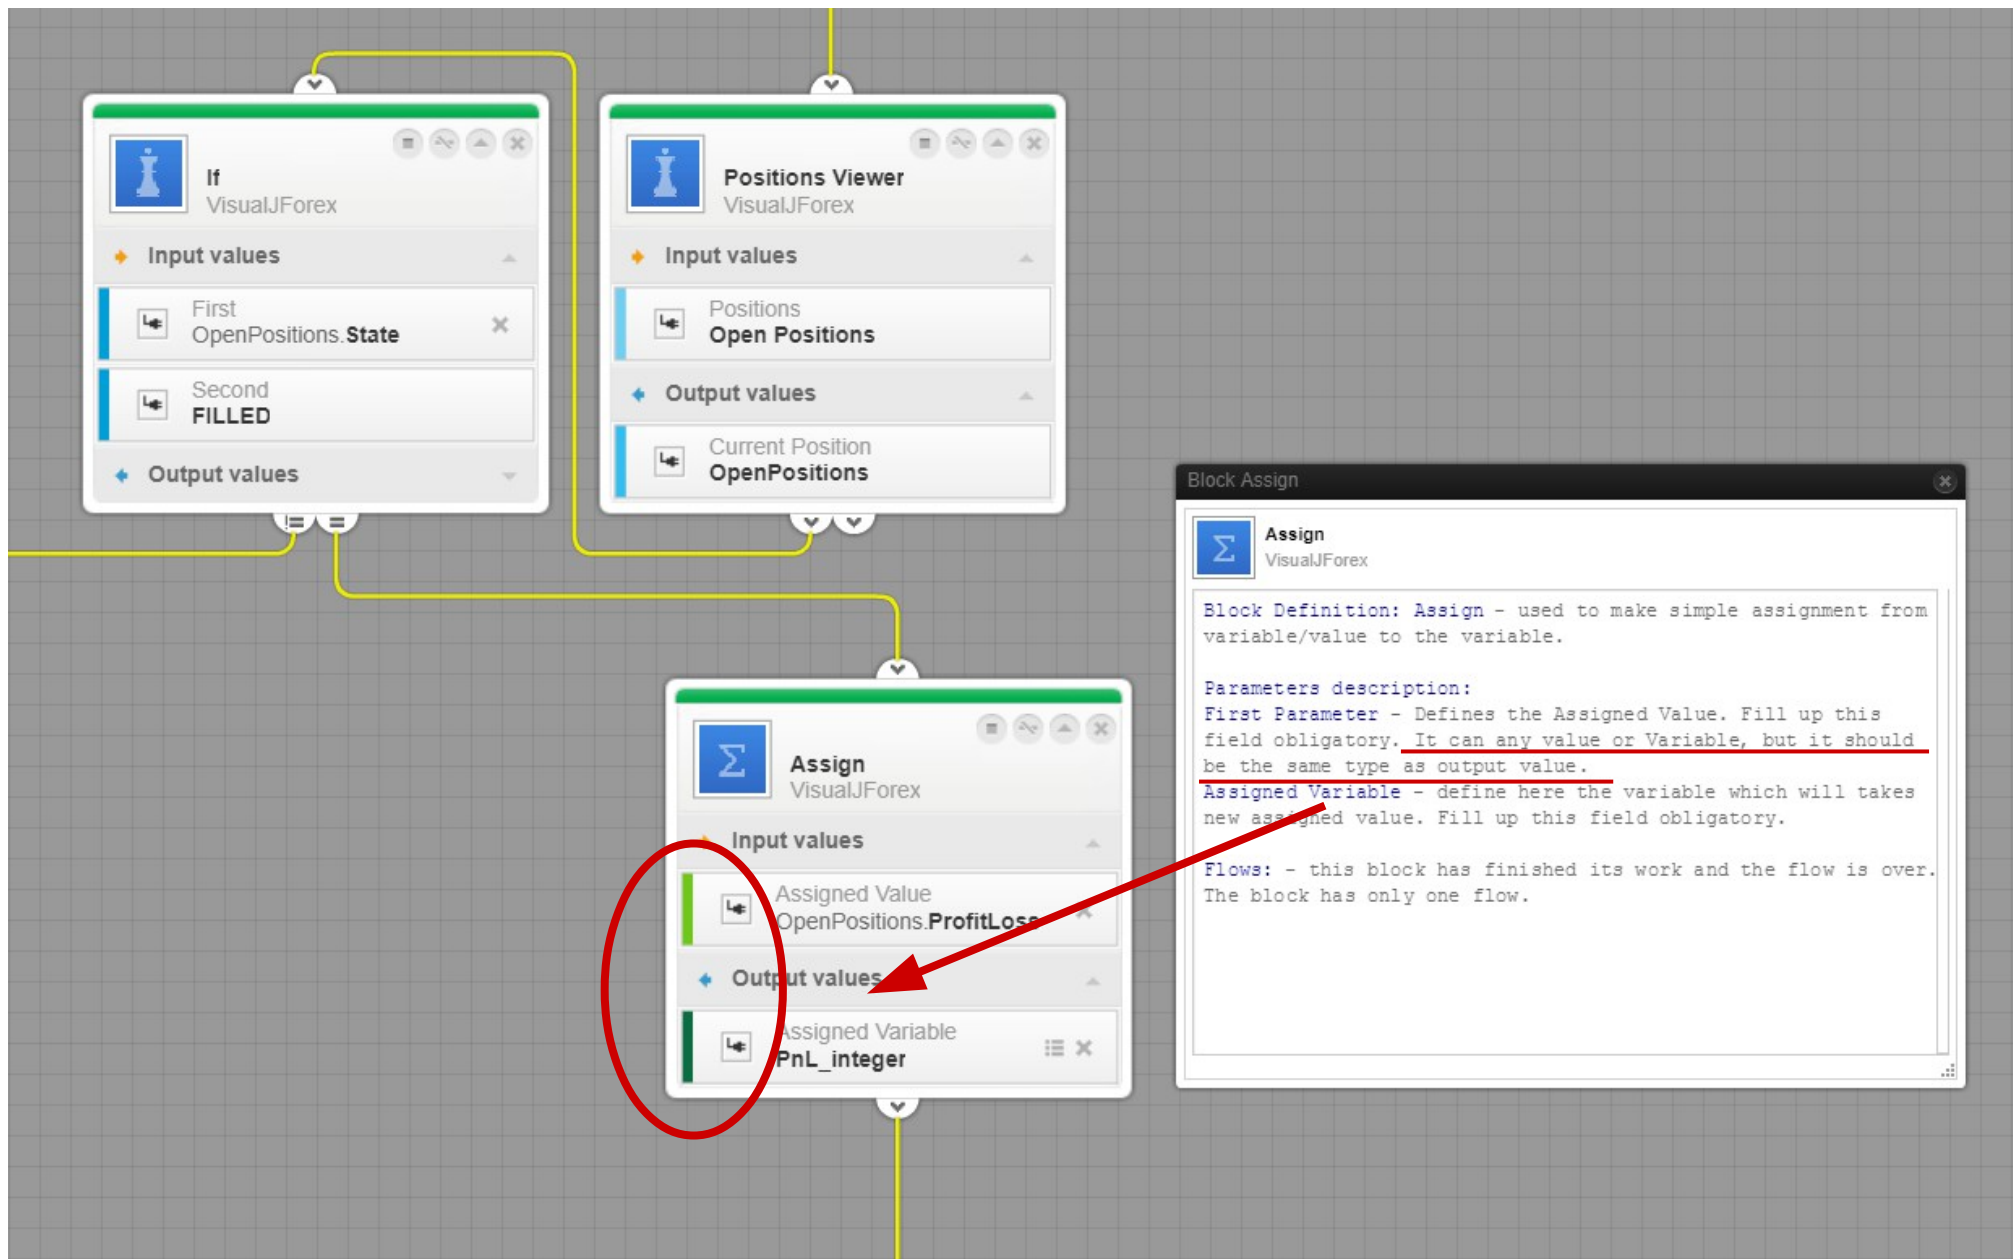 If
VisualJForex
Input values
First
OpenPositions.State
Second
FILLED
Output values
!=
=
Positions Viewer
VisualJForex
Input values
Positions
Open Positions
Output values
Current Position
OpenPositions
Assign
VisualJForex
Input values
Assigned Value
OpenPositions.ProfitLoss
Output values
Assigned Variable
PnL_integer
Block Assign
Σ
Assign
VisualJForex
Block Definition: Assign - used to make simple assignment from
variable/value to the variable.
Parameters description:
First Parameter - Defines the Assigned Value. Fill up this
field obligatory. It can any value or Variable, but it should
be the same type as output value.
Assigned Variable - define here the variable which will takes
new assigned value. Fill up this field obligatory.
Flows: - this block has finished its work and the flow is over.
The block has only one flow.